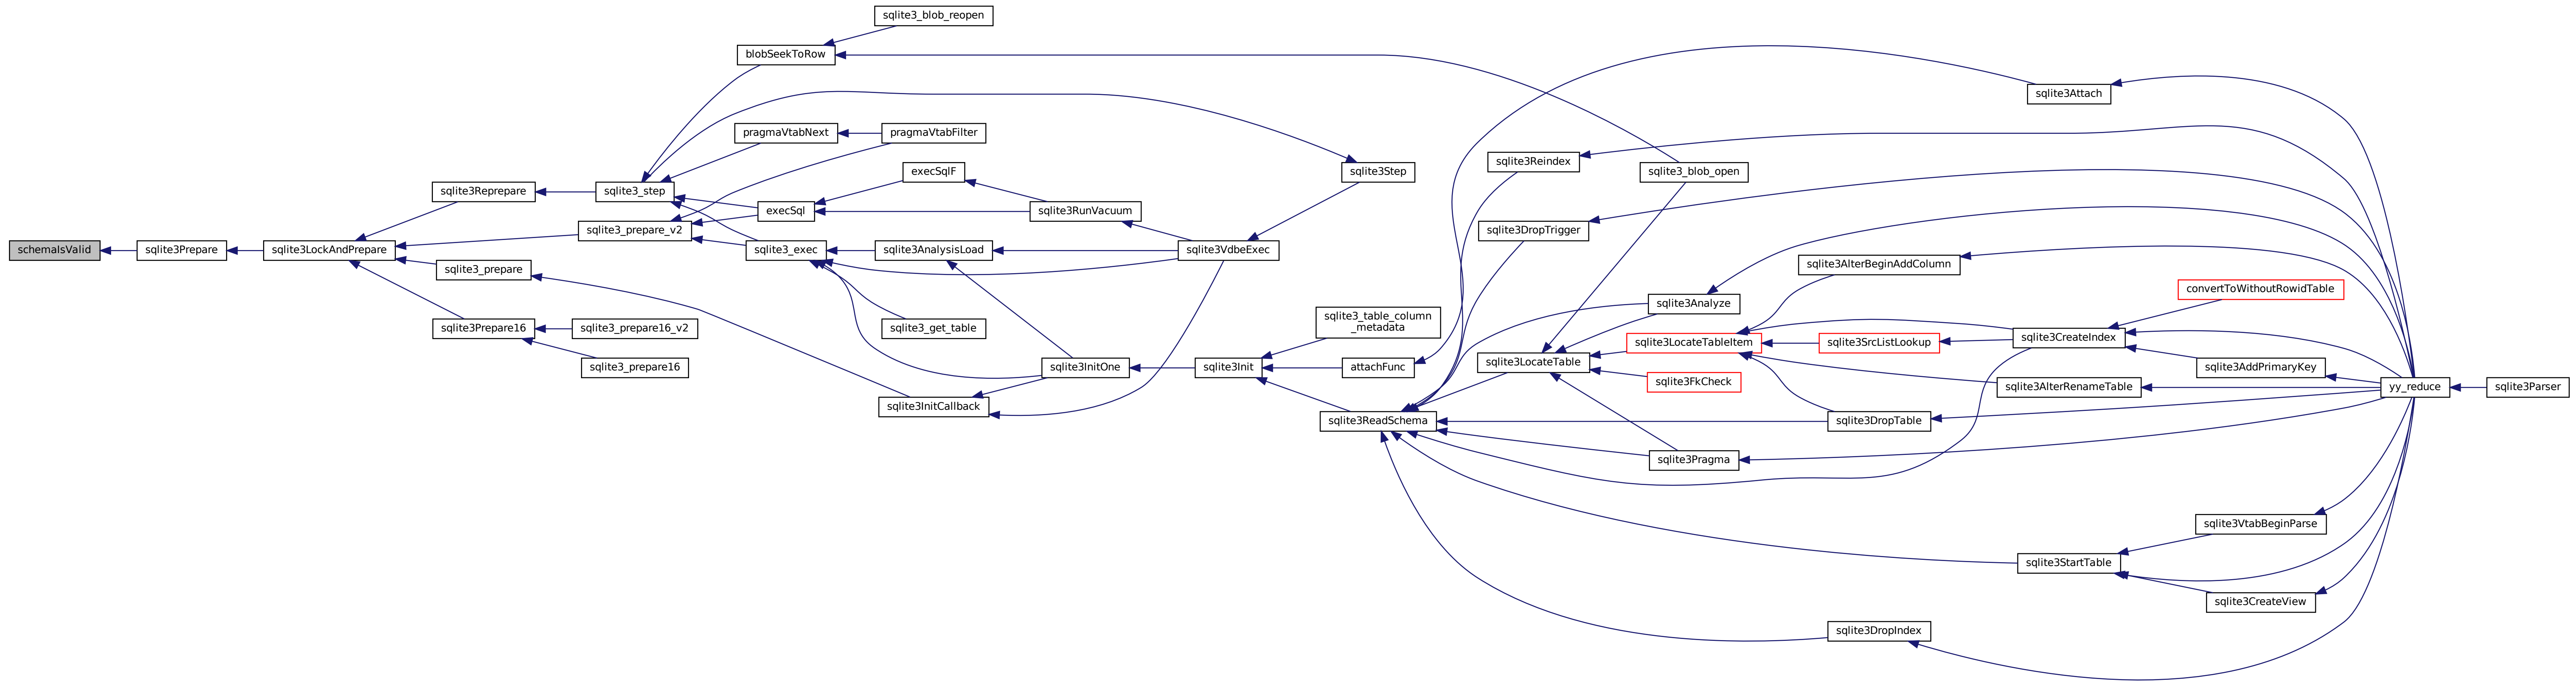 schemaIsValid
sqlite3Prepare
sqlite3LockAndPrepare
sqlite3Reprepare
sqlite3_prepare_v2
sqlite3_prepare
sqlite3Prepare16
sqlite3_step
sqlite3_prepare16_v2
sqlite3_prepare16
blobSeekToRow
sqlite3_blob_reopen
pragmaVtabNext
pragmaVtabFilter
execSqlF
execSql
sqlite3_exec
sqlite3AnalysisLoad
sqlite3_get_table
sqlite3InitCallback
sqlite3RunVacuum
sqlite3InitOne
sqlite3VdbeExec
sqlite3Init
sqlite3Step
sqlite3_table_column
_metadata
attachFunc
sqlite3ReadSchema
sqlite3Reindex
sqlite3DropTrigger
sqlite3LocateTable
sqlite3_blob_open
sqlite3Analyze
sqlite3LocateTableItem
sqlite3FkCheck
sqlite3Pragma
sqlite3AlterBeginAddColumn
sqlite3SrcListLookup
sqlite3DropTable
sqlite3DropIndex
sqlite3Attach
sqlite3CreateIndex
sqlite3AlterRenameTable
sqlite3StartTable
convertToWithoutRowidTable
sqlite3AddPrimaryKey
sqlite3VtabBeginParse
sqlite3CreateView
yy_reduce
sqlite3Parser